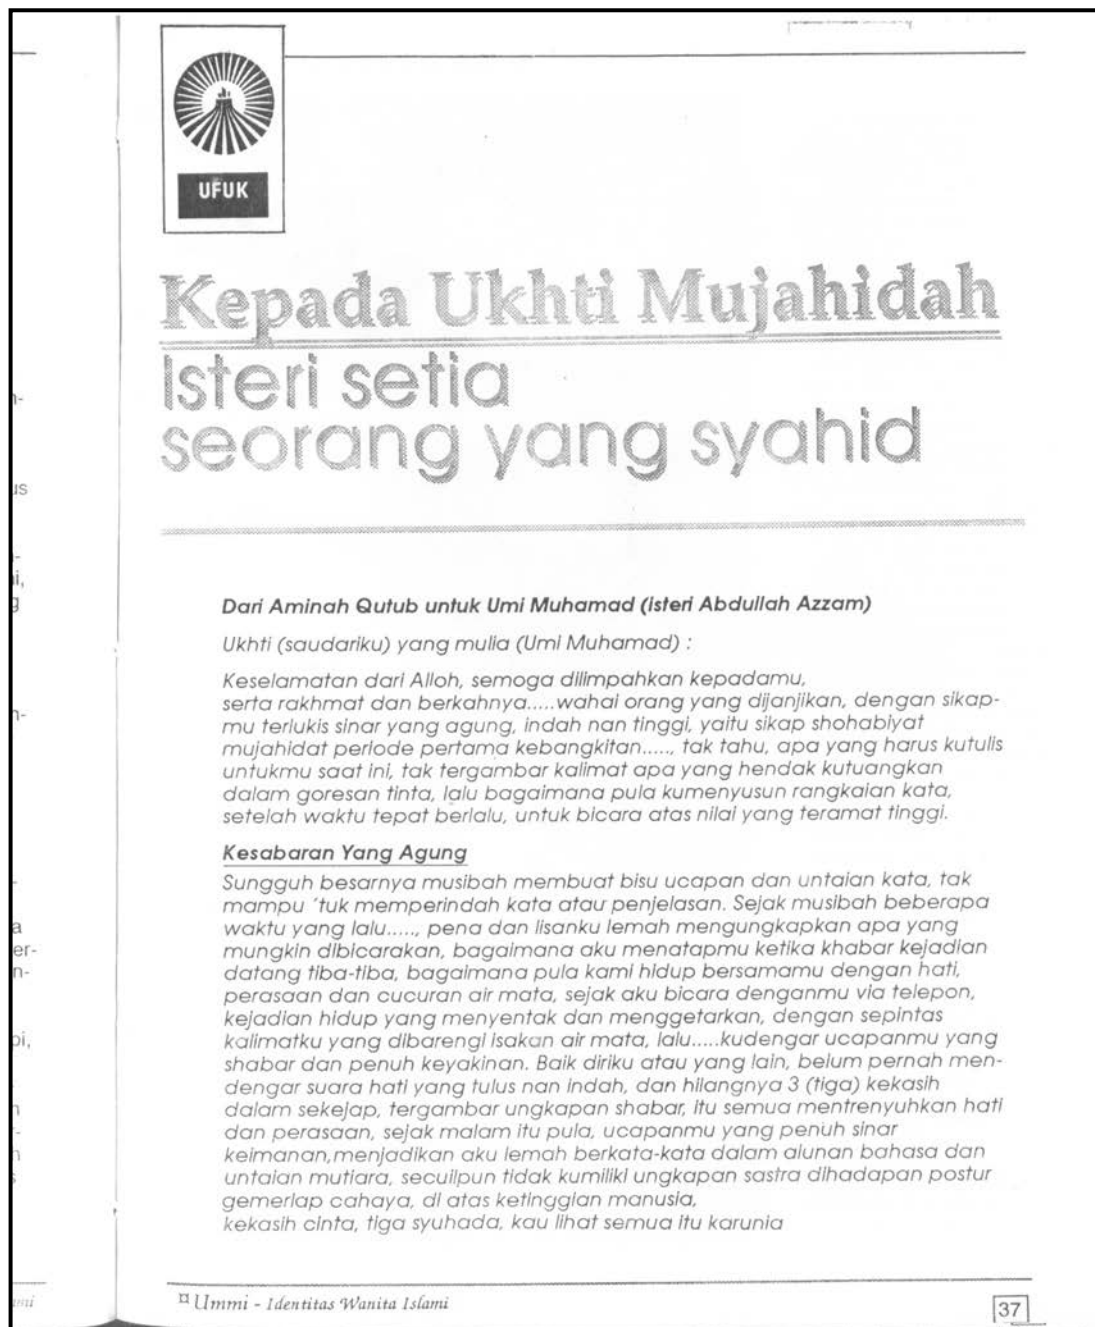 UFUK
Kepada Ukhti Mujahidah
Isteri setia
seorang yang syahid
Dari Aminah Qutub untuk Umi Muhamad (isteri Abdullah Azzam)
Ukhti (saudariku) yang mulia (Umi Muhamad) :
Keselamatan dari Alloh, semoga dilimpahkan kepadamu,
serta rakhmat dan berkahnya.....wahai orang yang dijanjikan, dengan sikap-
mu terlukis sinar yang agung, indah nan tinggi, yaitu sikap shohabiyat
mujahidat periode pertama kebangkitan....., tak tahu, apa yang harus kutulis
untukmu saat ini, tak tergambar kalimat apa yang hendak kutuangkan
dalam goresan tinta, lalu bagaimana pula kumenyusun rangkaian kata,
setelah waktu tepat berlalu, untuk bicara atas nilai yang teramat tinggi.
Kesabaran Yang Agung
Sungguh besarnya musibah membuat bisu ucapan dan untaian kata, tak
mampu 'tuk memperindah kata atau penjelasan. Sejak musibah beberapa
waktu yang lalu....., pena dan lisanku lemah mengungkapkan apa yang
mungkin dibicarakan, bagaimana aku menatapmu ketika khabar kejadian
datang tiba-tiba, bagaimana pula kami hidup bersamamu dengan hati,
perasaan dan cucuran air mata, sejak aku bicara denganmu via telepon,
kejadian hidup yang menyentak dan menggetarkan, dengan sepintas
kalimatku yang dibarengi isakan air mata, lalu.....kudengar ucapanmu yang
shabar dan penuh keyakinan. Baik diriku atau yang lain, belum pernah men-
dengar suara hati yang tulus nan indah, dan hilangnya 3 (tiga) kekasih
dalam sekejap, tergambar ungkapan shabar, itu semua mentrenyuhkan hati
dan perasaan, sejak malam itu pula, ucapanmu yang penuh sinar
keimanan,menjadikan aku lemah berkata-kata dalam alunan bahasa dan
untaian mutiara, secuilpun tidak kumiliki ungkapan sastra dihadapan postur
gemerlap cahaya, di atas ketinggian manusia,
kekasih cinta, tiga syuhada, kau lihat semua itu karunia
¤ Ummi - Identitas Wanita Islami
37